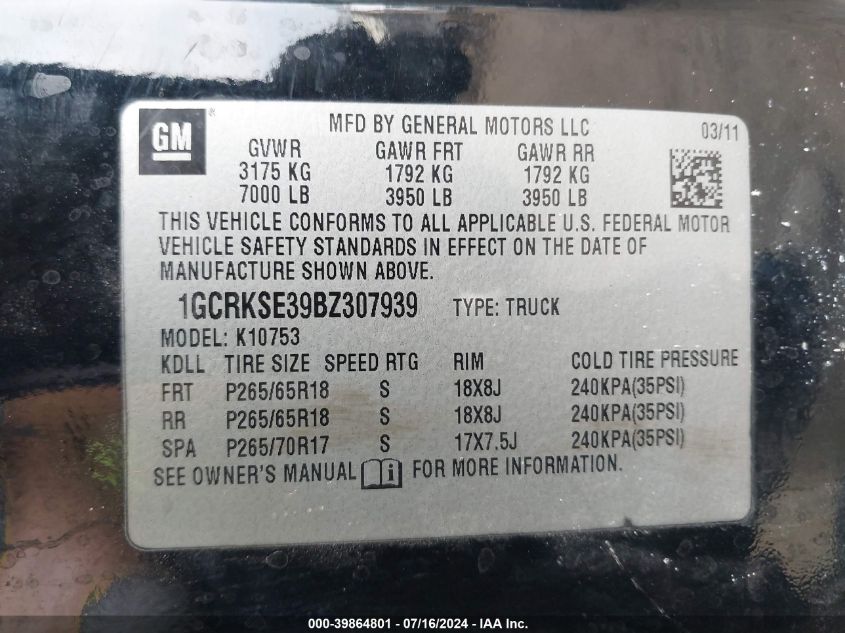 GM ®
MFD BY GENERAL MOTORS LLC 03/11
GVWR GAWR FRT GAWR RR
3175 KG 1792 KG 1792 KG
7000 LB 3950 LB 3950 LB
THIS VEHICLE CONFORMS TO ALL APPLICABLE U.S. FEDERAL MOTOR
VEHICLE SAFETY STANDARDS IN EFFECT ON THE DATE OF
MANUFACTURE SHOWN ABOVE.
1GCRKSE39BZ307939 TYPE: TRUCK
MODEL: K10753
KDLL TIRE SIZE SPEED RTG RIM COLD TIRE PRESSURE
FRT P265/65R18 S 18X8J 240KPA(35PSI)
RR P265/65R18 S 18X8J 240KPA(35PSI)
SPA P265/70R17 S 17X7.5J 240KPA(35PSI)
SEE OWNER'S MANUAL i FOR MORE INFORMATION.
000-39864801 - 07/16/2024 - IAA Inc.